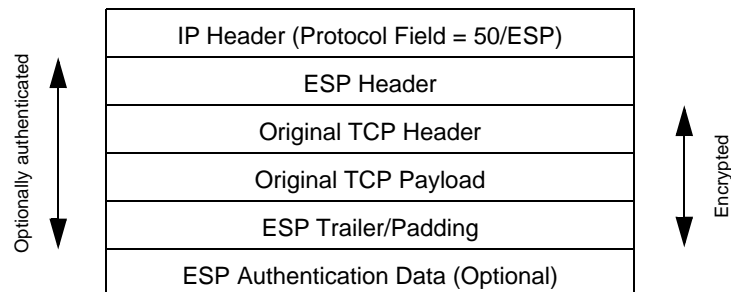 IP Header (Protocol Field = 50/ESP)
ESP Header
Original TCP Header
Original TCP Payload
ESP Trailer/Padding
ESP Authentication Data (Optional)
Optionally authenticated
Encrypted